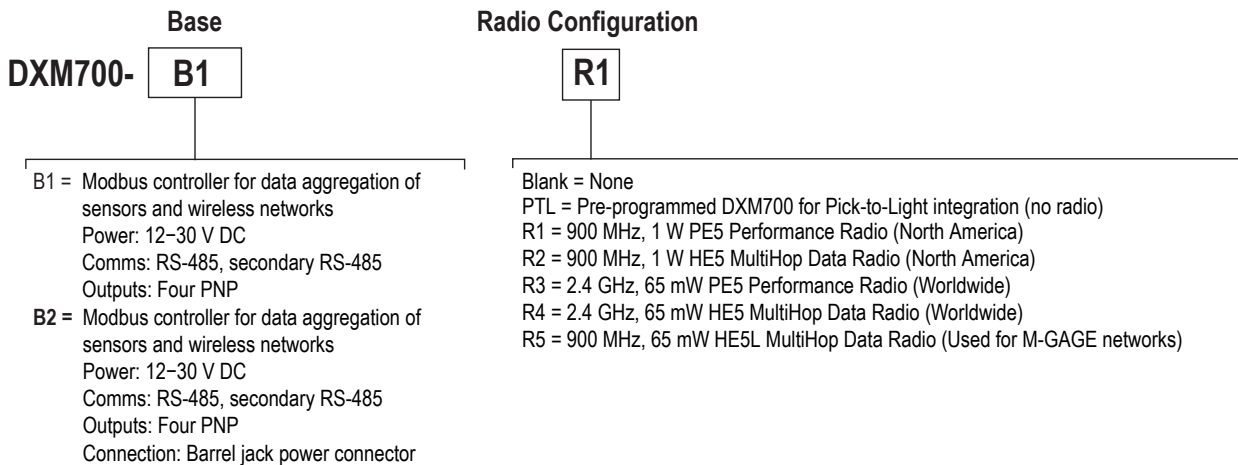 Base
Radio Configuration
DXM700- B1 R1
B1 = Modbus controller for data aggregation of
sensors and wireless networks
Power: 12−30 V DC
Comms: RS-485, secondary RS-485
Outputs: Four PNP
B2 = Modbus controller for data aggregation of
sensors and wireless networks
Power: 12−30 V DC
Comms: RS-485, secondary RS-485
Outputs: Four PNP
Connection: Barrel jack power connector
Blank = None
PTL = Pre-programmed DXM700 for Pick-to-Light integration (no radio)
R1 = 900 MHz, 1 W PE5 Performance Radio (North America)
R2 = 900 MHz, 1 W HE5 MultiHop Data Radio (North America)
R3 = 2.4 GHz, 65 mW PE5 Performance Radio (Worldwide)
R4 = 2.4 GHz, 65 mW HE5 MultiHop Data Radio (Worldwide)
R5 = 900 MHz, 65 mW HE5L MultiHop Data Radio (Used for M-GAGE networks)